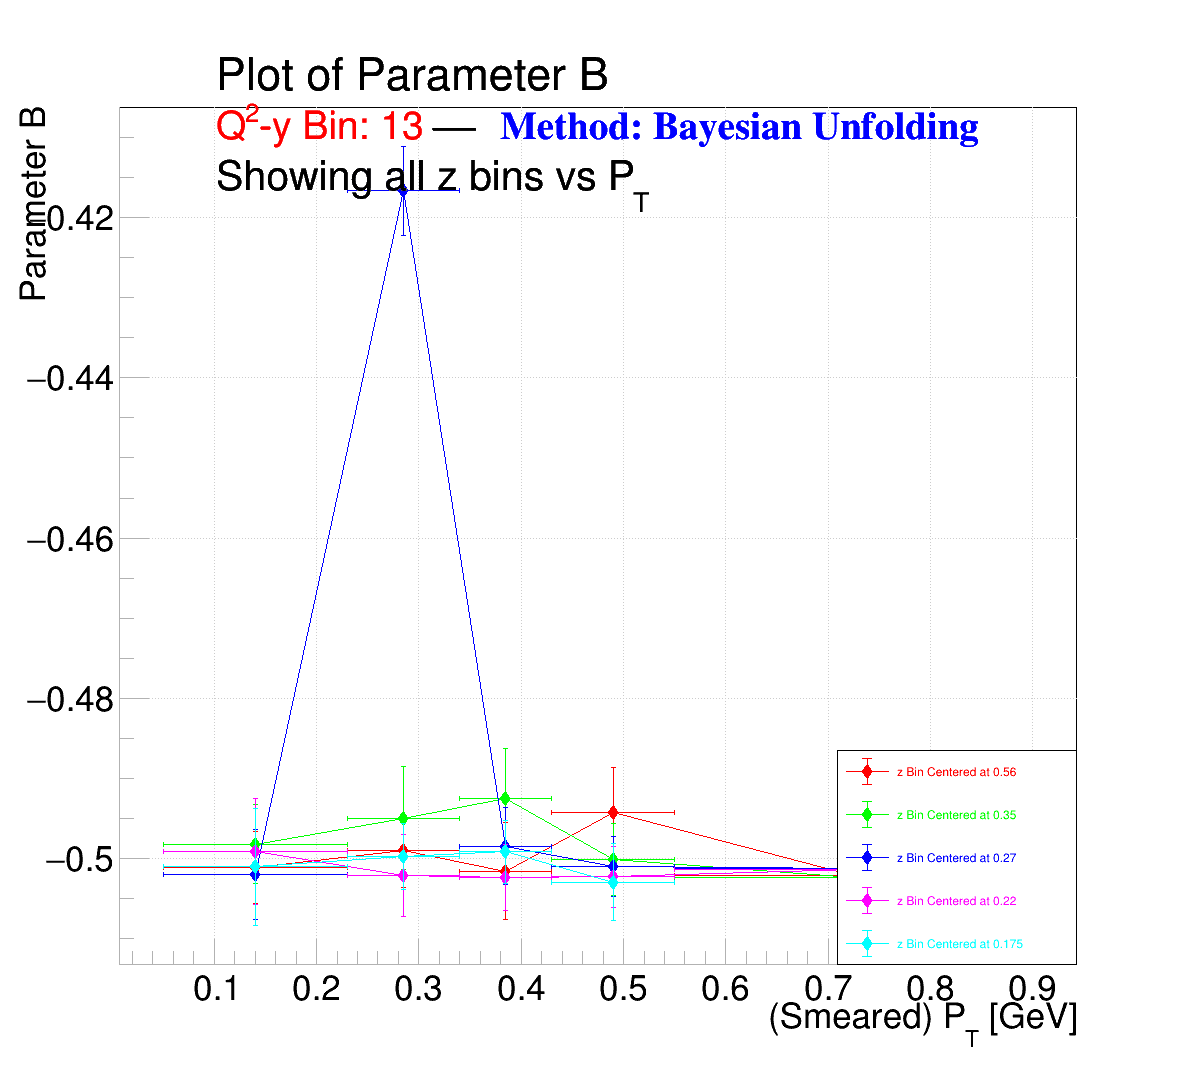 Plot of Parameter B
Q²-y Bin: 13 — Method: Bayesian Unfolding
Showing all z bins vs P_T
Parameter B
−0.42
−0.44
−0.46
−0.48
−0.5
z Bin Centered at 0.56
z Bin Centered at 0.35
z Bin Centered at 0.27
z Bin Centered at 0.22
z Bin Centered at 0.175
0.1 0.2 0.3 0.4 0.5 0.6 0.7 0.8 0.9
(Smeared) P_T [GeV]